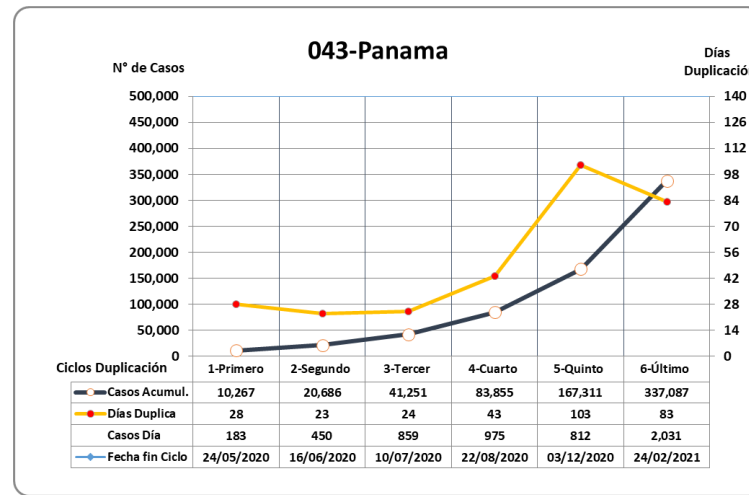 043-Panama
N° de Casos
Días
Duplicación
500,000 140
450,000 126
400,000 112
350,000 98
300,000 84
250,000 70
200,000 56
150,000 42
100,000 28
50,000 14
0 0
Ciclos Duplicación 1-Primero 2-Segundo 3-Tercer 4-Cuarto 5-Quinto 6-Último
Casos Acumul. 10,267 20,686 41,251 83,855 167,311 337,087
Días Duplica 28 23 24 43 103 83
Casos Día 183 450 859 975 812 2,031
Fecha fin Ciclo 24/05/2020 16/06/2020 10/07/2020 22/08/2020 03/12/2020 24/02/2021